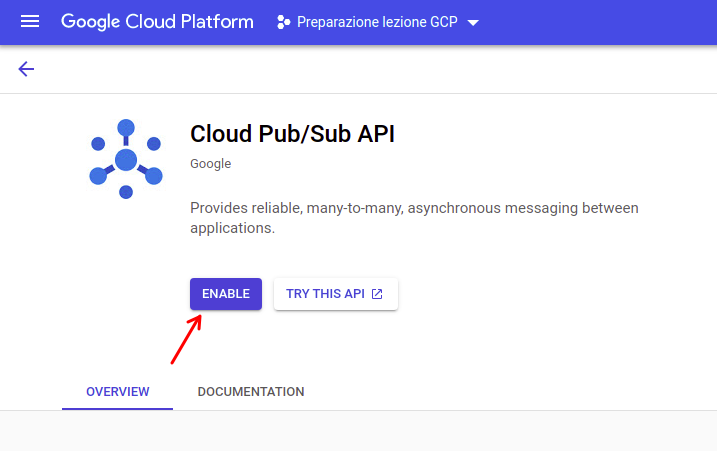 Google Cloud Platform Preparazione lezione GCP
Cloud Pub/Sub API
Google
Provides reliable, many-to-many, asynchronous messaging between
applications.
ENABLE TRY THIS API
OVERVIEW DOCUMENTATION